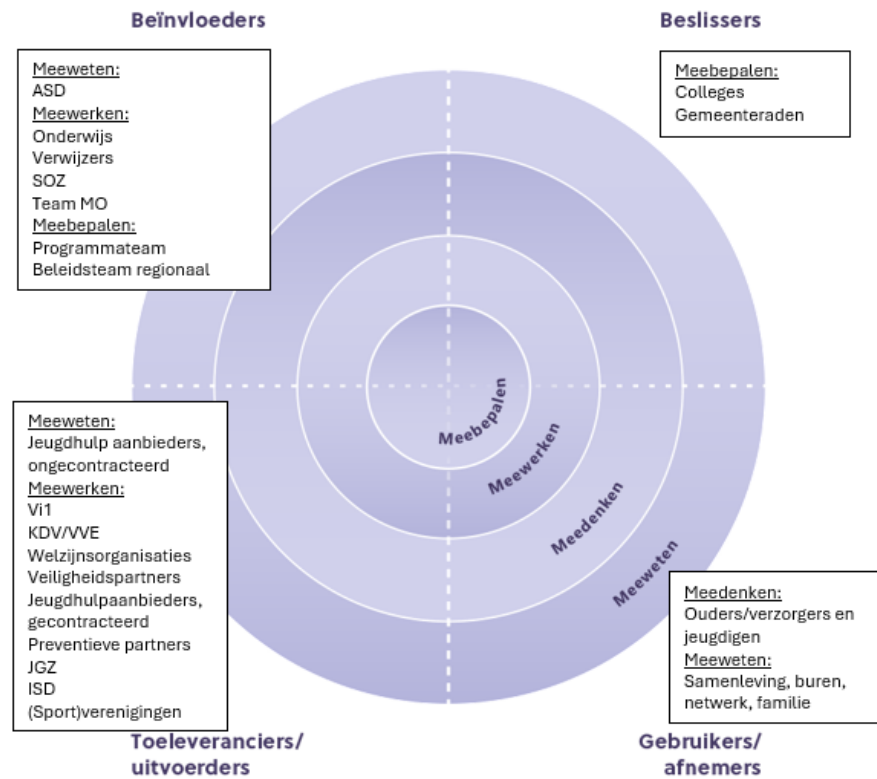 Beïnvloeders
Beslissers
Meeweten:
ASD
Meewerken:
Onderwijs
Verwijzers
SOZ
Team MO
Meebepalen:
Programmateam
Beleidsteam regionaal
Meebepalen:
Colleges
Gemeenteraden
Meebepalen
Meewerken
Meedenken
Meeweten
Meeweten:
Jeugdhulp aanbieders,
ongecontracteerd
Meewerken:
Vi1
KDV/VVE
Welzijnsorganisaties
Veiligheidspartners
Jeugdhulpaanbieders,
gecontracteerd
Preventieve partners
JGZ
ISD
(Sport)verenigingen
Meedenken:
Ouders/verzorgers en
jeugdigen
Meeweten:
Samenleving, buren,
netwerk, familie
Toeleveranciers/
uitvoerders
Gebruikers/
afnemers